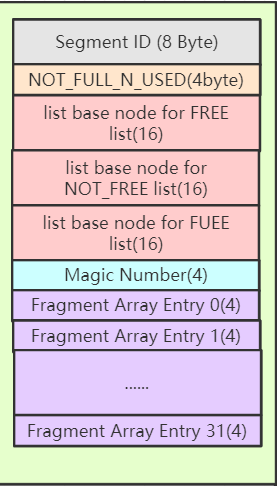 Segment ID (8 Byte)
NOT_FULL_N_USED(4byte)
list base node for FREE
list(16)
list base node for
NOT_FREE list(16)
list base node for FUEE
list(16)
Magic Number(4)
Fragment Array Entry 0(4)
Fragment Array Entry 1(4)
......
Fragment Array Entry 31(4)